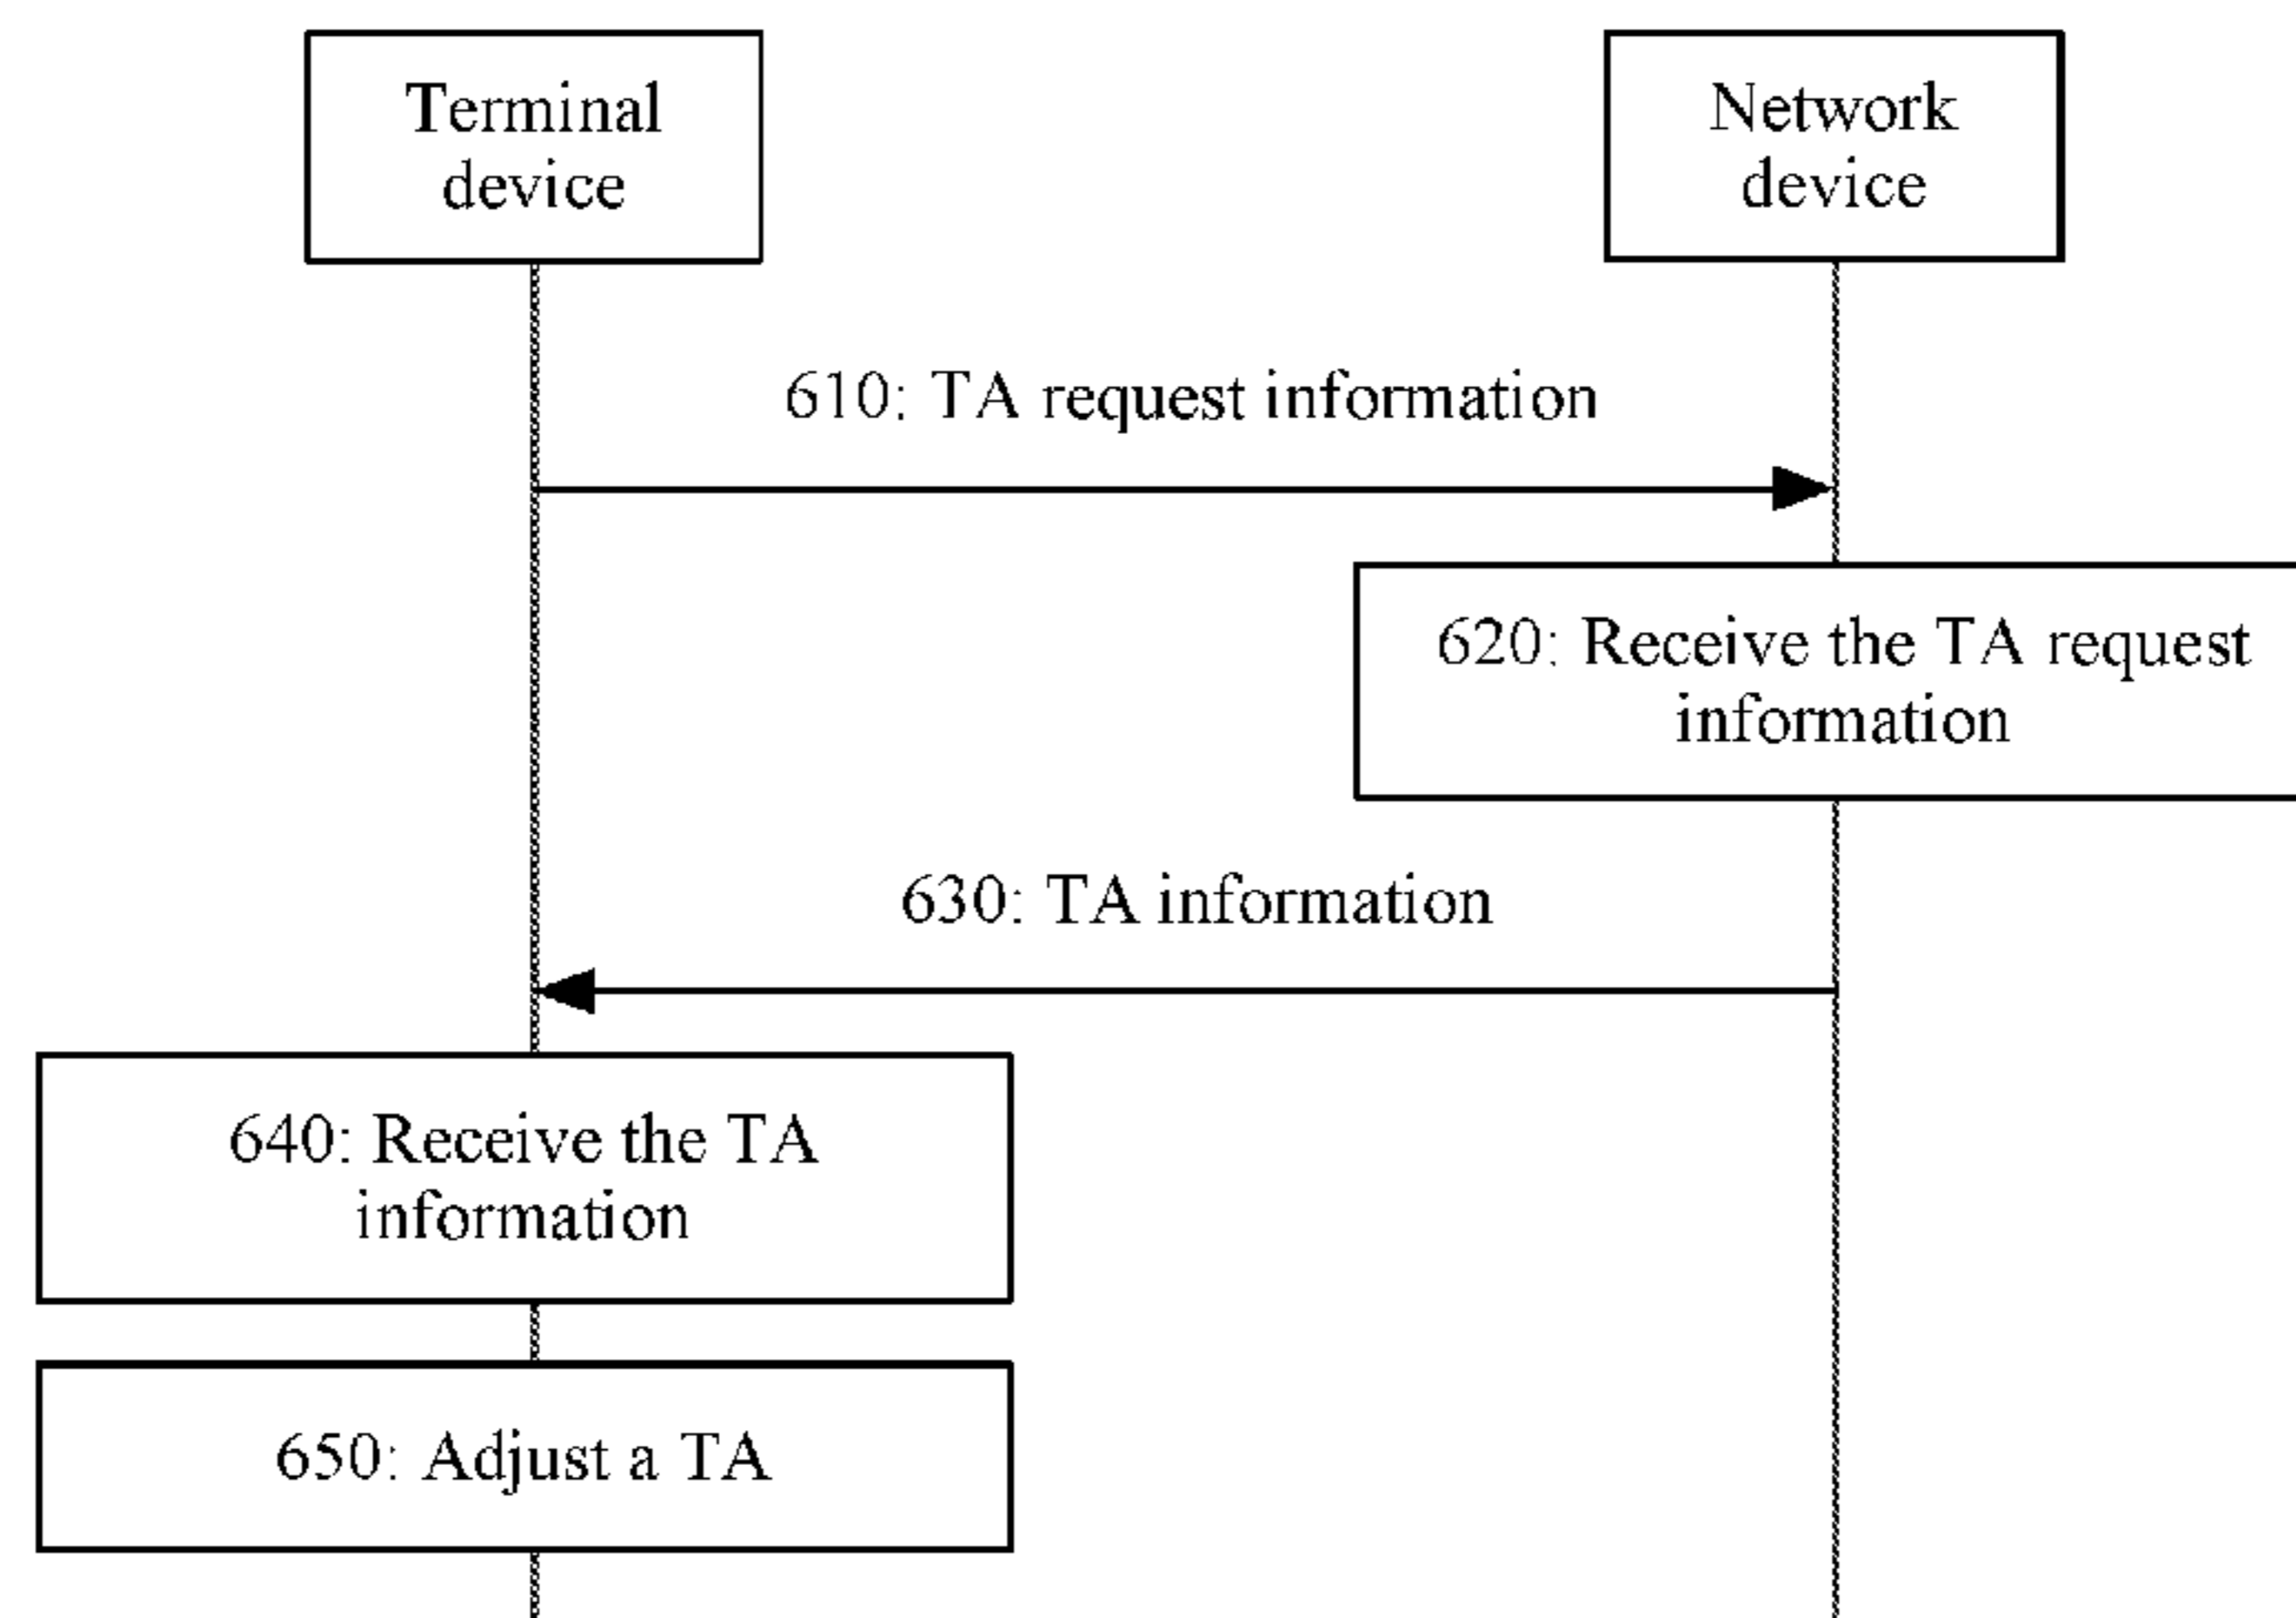 Terminal
device
Network
device
610: TA request information
620: Receive the TA request
information
630: TA information
640: Receive the TA
information
650: Adjust a TA